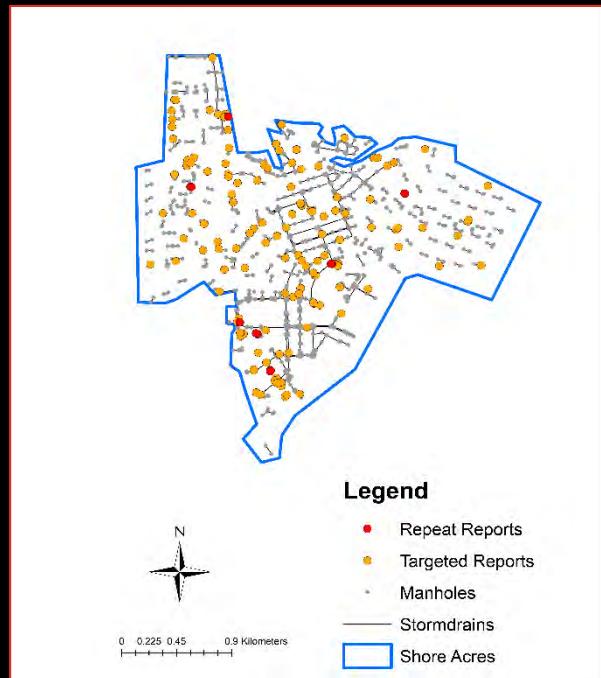 Legend
Repeat Reports
Targeted Reports
Manholes
Stormdrains
Shore Acres
N
0 0.225 0.45 0.9 Kilometers